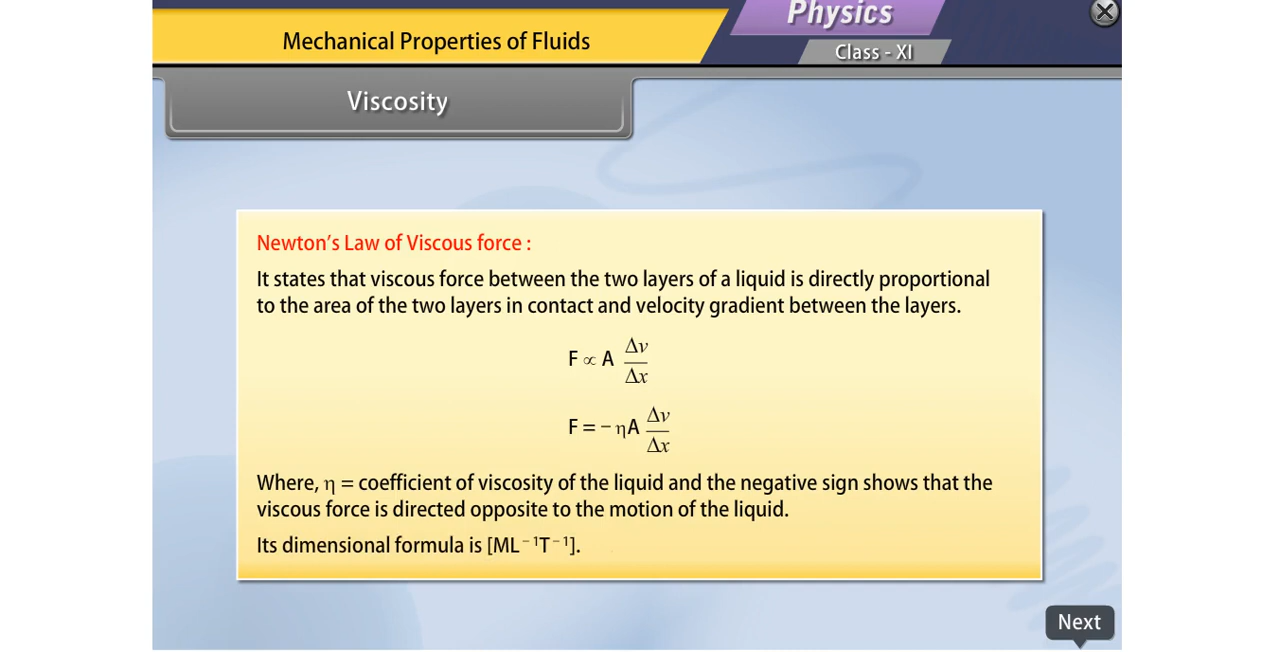 Physics
Mechanical Properties of Fluids
Class - XI
Viscosity
Newton's Law of Viscous force :
It states that viscous force between the two layers of a liquid is directly proportional
to the area of the two layers in contact and velocity gradient between the layers.
F ∝ A Δv/Δx
F = – ηA Δv/Δx
Where, η = coefficient of viscosity of the liquid and the negative sign shows that the
viscous force is directed opposite to the motion of the liquid.
Its dimensional formula is [ML⁻¹T⁻¹].
Next